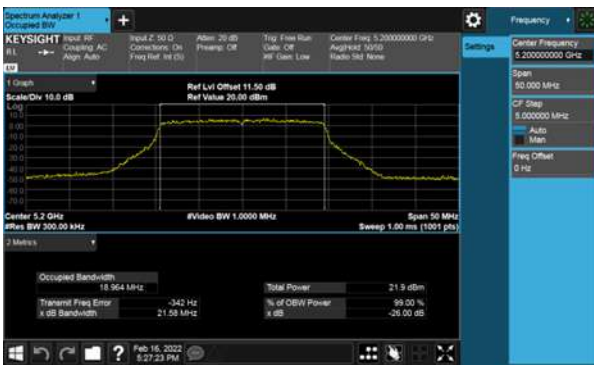 Spectrum Analyzer 1
Occupied BW
+
Frequency
KEYSIGHT
Input: RF
Input Z: 50 Ω
Atten: 20 dB
Trig: Free Run
Center Freq: 5.200000000 GHz
RL
Coupling: AC
Corrections: On
Preamp: Off
Gate: Off
Avg|Hold: 50/50
Align: Auto
Freq Ref: Int (S)
#IF Gain: Low
Radio Std: None
Settings
Center Frequency
5.200000000 GHz
Span
50.000 MHz
CF Step
5.000000 MHz
Auto
Man
Freq Offset
0 Hz
1 Graph
Ref Lvl Offset 11.50 dB
Scale/Div 10.0 dB
Ref Value 20.00 dBm
Log
10.0
0.00
-10.0
-20.0
-30.0
-40.0
-50.0
-60.0
-70.0
Center 5.2 GHz
#Video BW 1.0000 MHz
Span 50 MHz
#Res BW 300.00 kHz
Sweep 1.00 ms (1001 pts)
2 Metrics
Occupied Bandwidth
18.964 MHz
Total Power
21.9 dBm
Transmit Freq Error
-342 Hz
% of OBW Power
99.00 %
x dB Bandwidth
21.58 MHz
x dB
-26.00 dB
?
Feb 16, 2022
5:27:23 PM